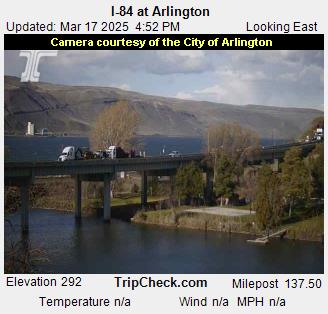 I-84 at Arlington
Updated: Mar 17 2025 4:52 PM Looking East
Camera courtesy of the City of Arlington
Elevation 292 TripCheck.com Milepost 137.50
Temperature n/a Wind n/a MPH n/a